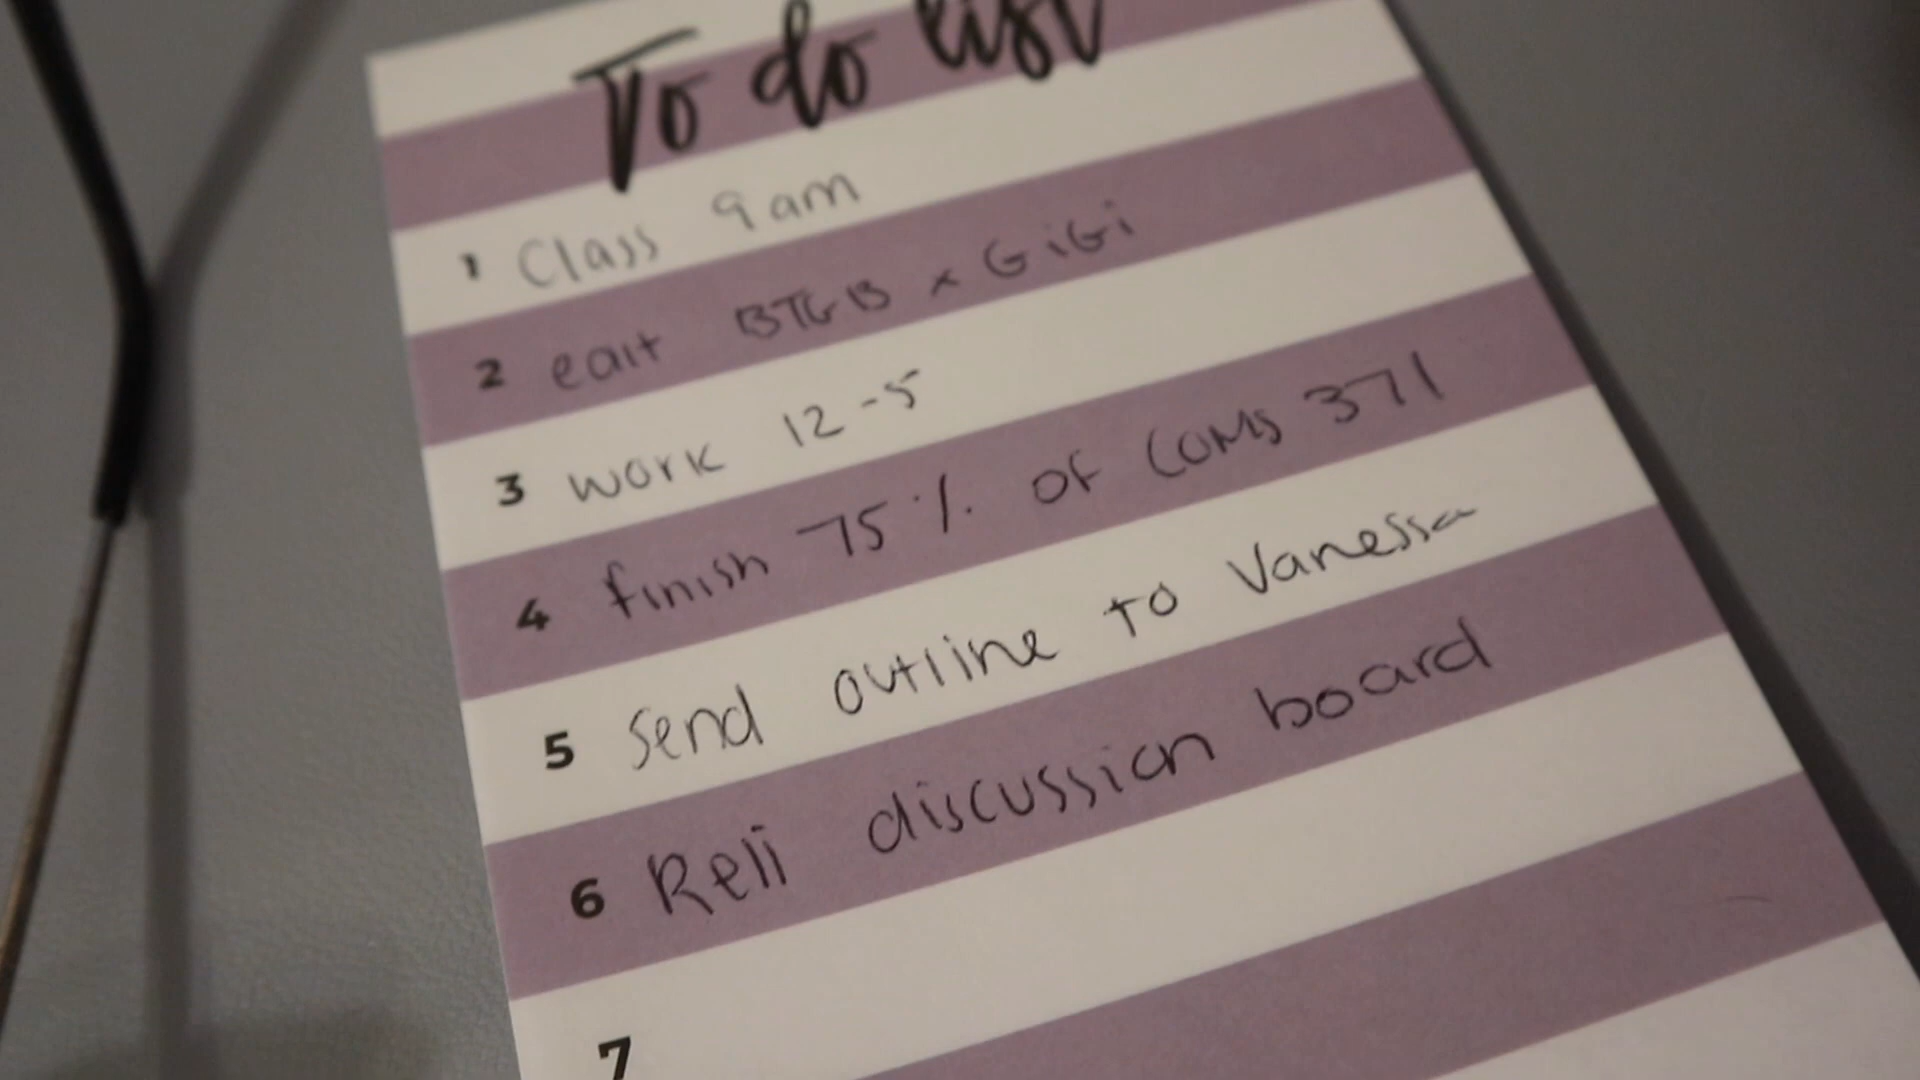 To do list
1 Class 9am
2 edit BTGB x GiGi
3 work 12-5
4 finish 75% of COMS 371
5 Send outline to Vanessa
6 Reli discussion board
7